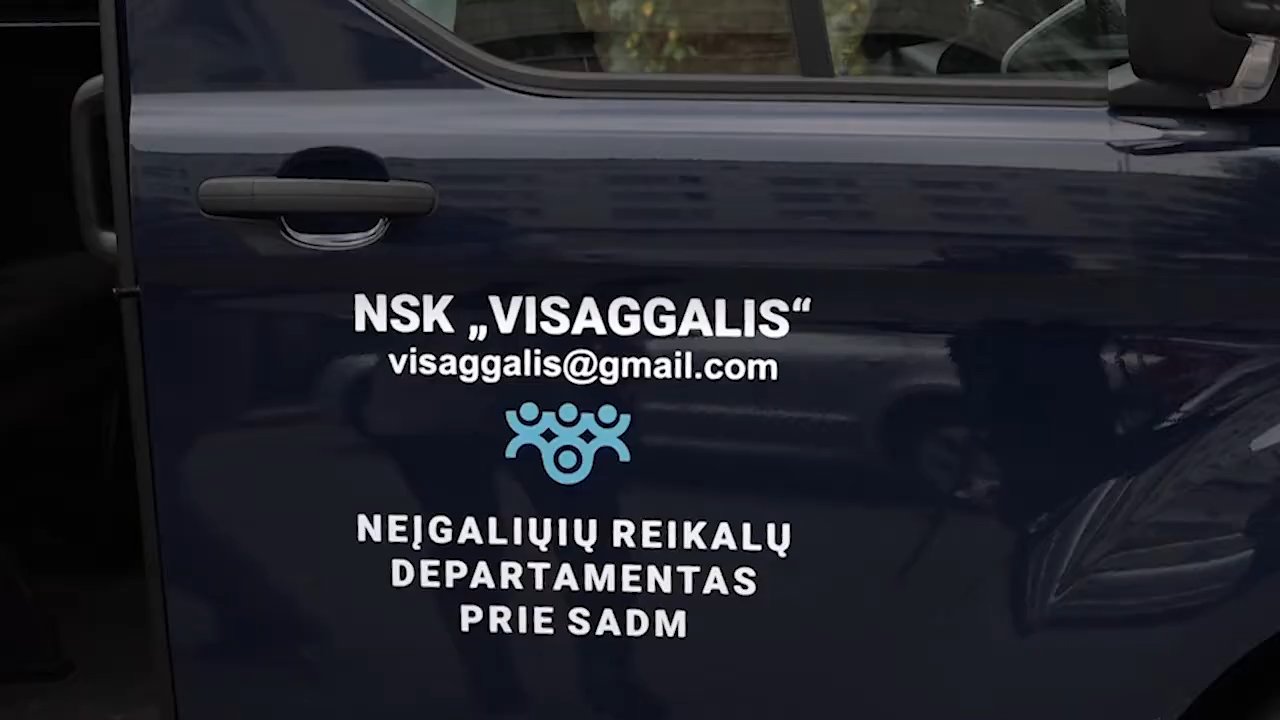 NSK „VISAGGALIS“
visaggalis@gmail.com
NEĮGALIŲJŲ REIKALŲ
DEPARTAMENTAS
PRIE SADM